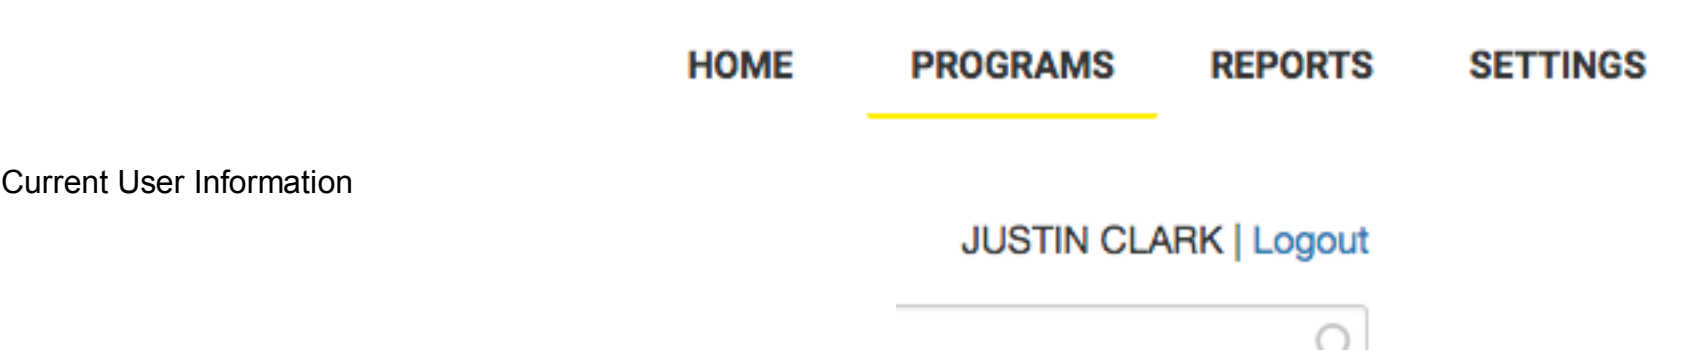 HOME PROGRAMS REPORTS SETTINGS
Current User Information
JUSTIN CLARK | Logout